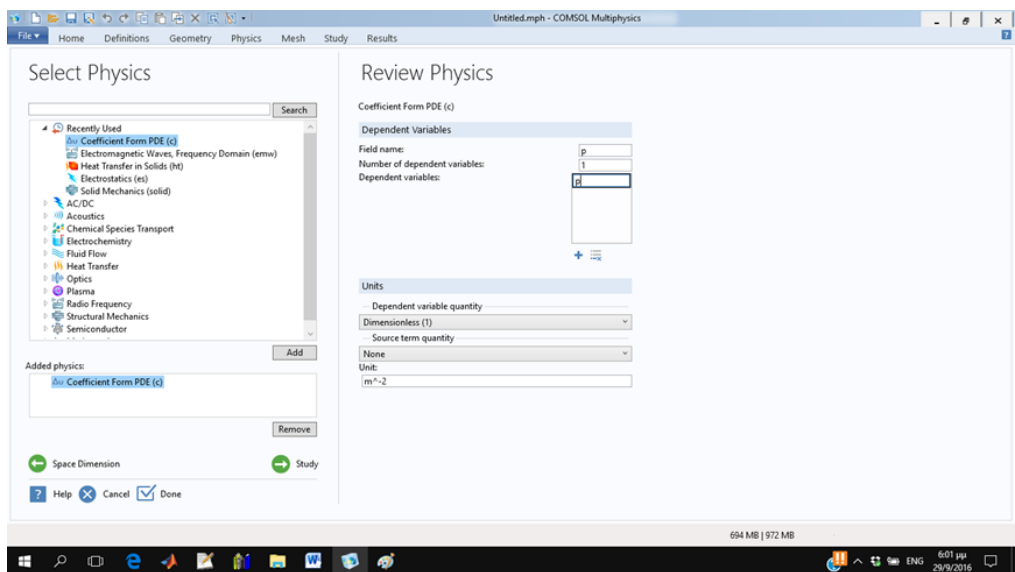 Untitled.mph - COMSOL Multiphysics
File Home Definitions Geometry Physics Mesh Study Results
Select Physics
Search
Recently Used
Δu Coefficient Form PDE (c)
Electromagnetic Waves, Frequency Domain (emw)
Heat Transfer in Solids (ht)
Electrostatics (es)
Solid Mechanics (solid)
AC/DC
Acoustics
Chemical Species Transport
Electrochemistry
Fluid Flow
Heat Transfer
Optics
Plasma
Radio Frequency
Structural Mechanics
Semiconductor
Add
Added physics:
Δu Coefficient Form PDE (c)
Remove
Space Dimension
Study
Help Cancel Done
Review Physics
Coefficient Form PDE (c)
Dependent Variables
Field name: p
Number of dependent variables: 1
Dependent variables: p
Units
Dependent variable quantity
Dimensionless (1)
Source term quantity
None
Unit:
m^-2
694 MB | 972 MB
ENG
6:01 μμ
29/9/2016